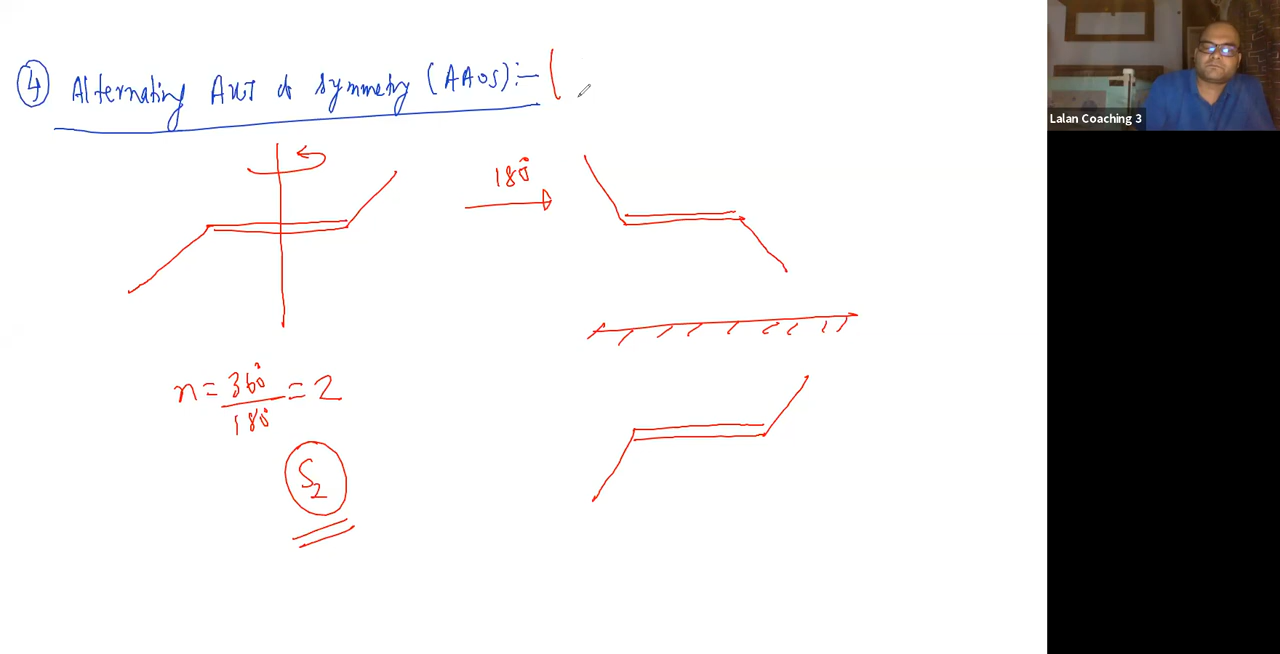 ④ Alternating Axis of symmetry (AAOS):- (
180°
n = 360°/180° = 2
S₂
Lalan Coaching 3